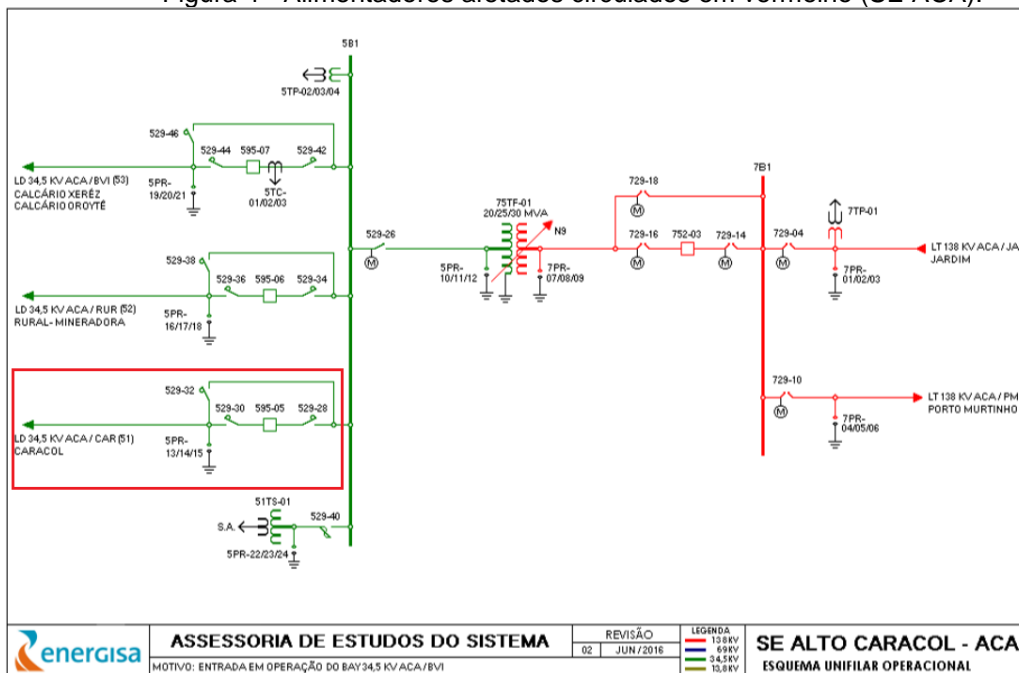 Figura 4 - Alimentadores afetados circulados em vermelho (SE ACA).
5B1
5TP-02/03/04
529-46
529-44
595-07
529-42
LD 34,5 KV ACA/BVI (53)
CALCÁRIO XERÉZ
CALCÁRIO OROYTÉ
5PR-
19/20/21
5TC-
01/02/03
529-38
529-36
595-06
529-34
LD 34,5 KV ACA/RUR (52)
RURAL-MINERADORA
5PR-
16/17/18
529-32
529-30
595-05
529-28
LD 34,5 KV ACA/CAR (51)
CARACOL
5PR-
13/14/15
51TS-01
529-40
S.A.
5PR-22/23/24
529-26
M
75TF-01
20/25/30 MVA
N9
5PR-
10/11/12
7PR-
07/08/09
729-18
M
729-16
752-03
729-14
M
7B1
729-04
M
7TP-01
LT 138 KV ACA/JA
JARDIM
7PR-
01/02/03
729-10
M
LT 138 KV ACA/PM
PORTO MURTINHO
7PR-
04/05/06
energisa
ASSESSORIA DE ESTUDOS DO SISTEMA
MOTIVO: ENTRADA EM OPERAÇÃO DO BAY 34,5 KV ACA/BVI
REVISÃO
02 JUN/2016
LEGENDA
138KV
69KV
34,5KV
13,8KV
SE ALTO CARACOL - ACA
ESQUEMA UNIFILAR OPERACIONAL